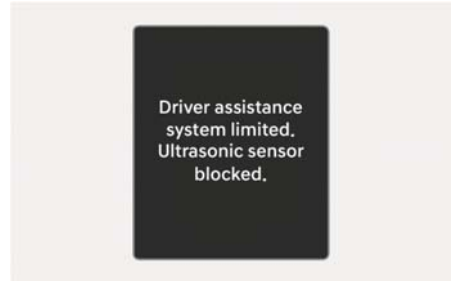 Driver assistance
system limited.
Ultrasonic sensor
blocked.